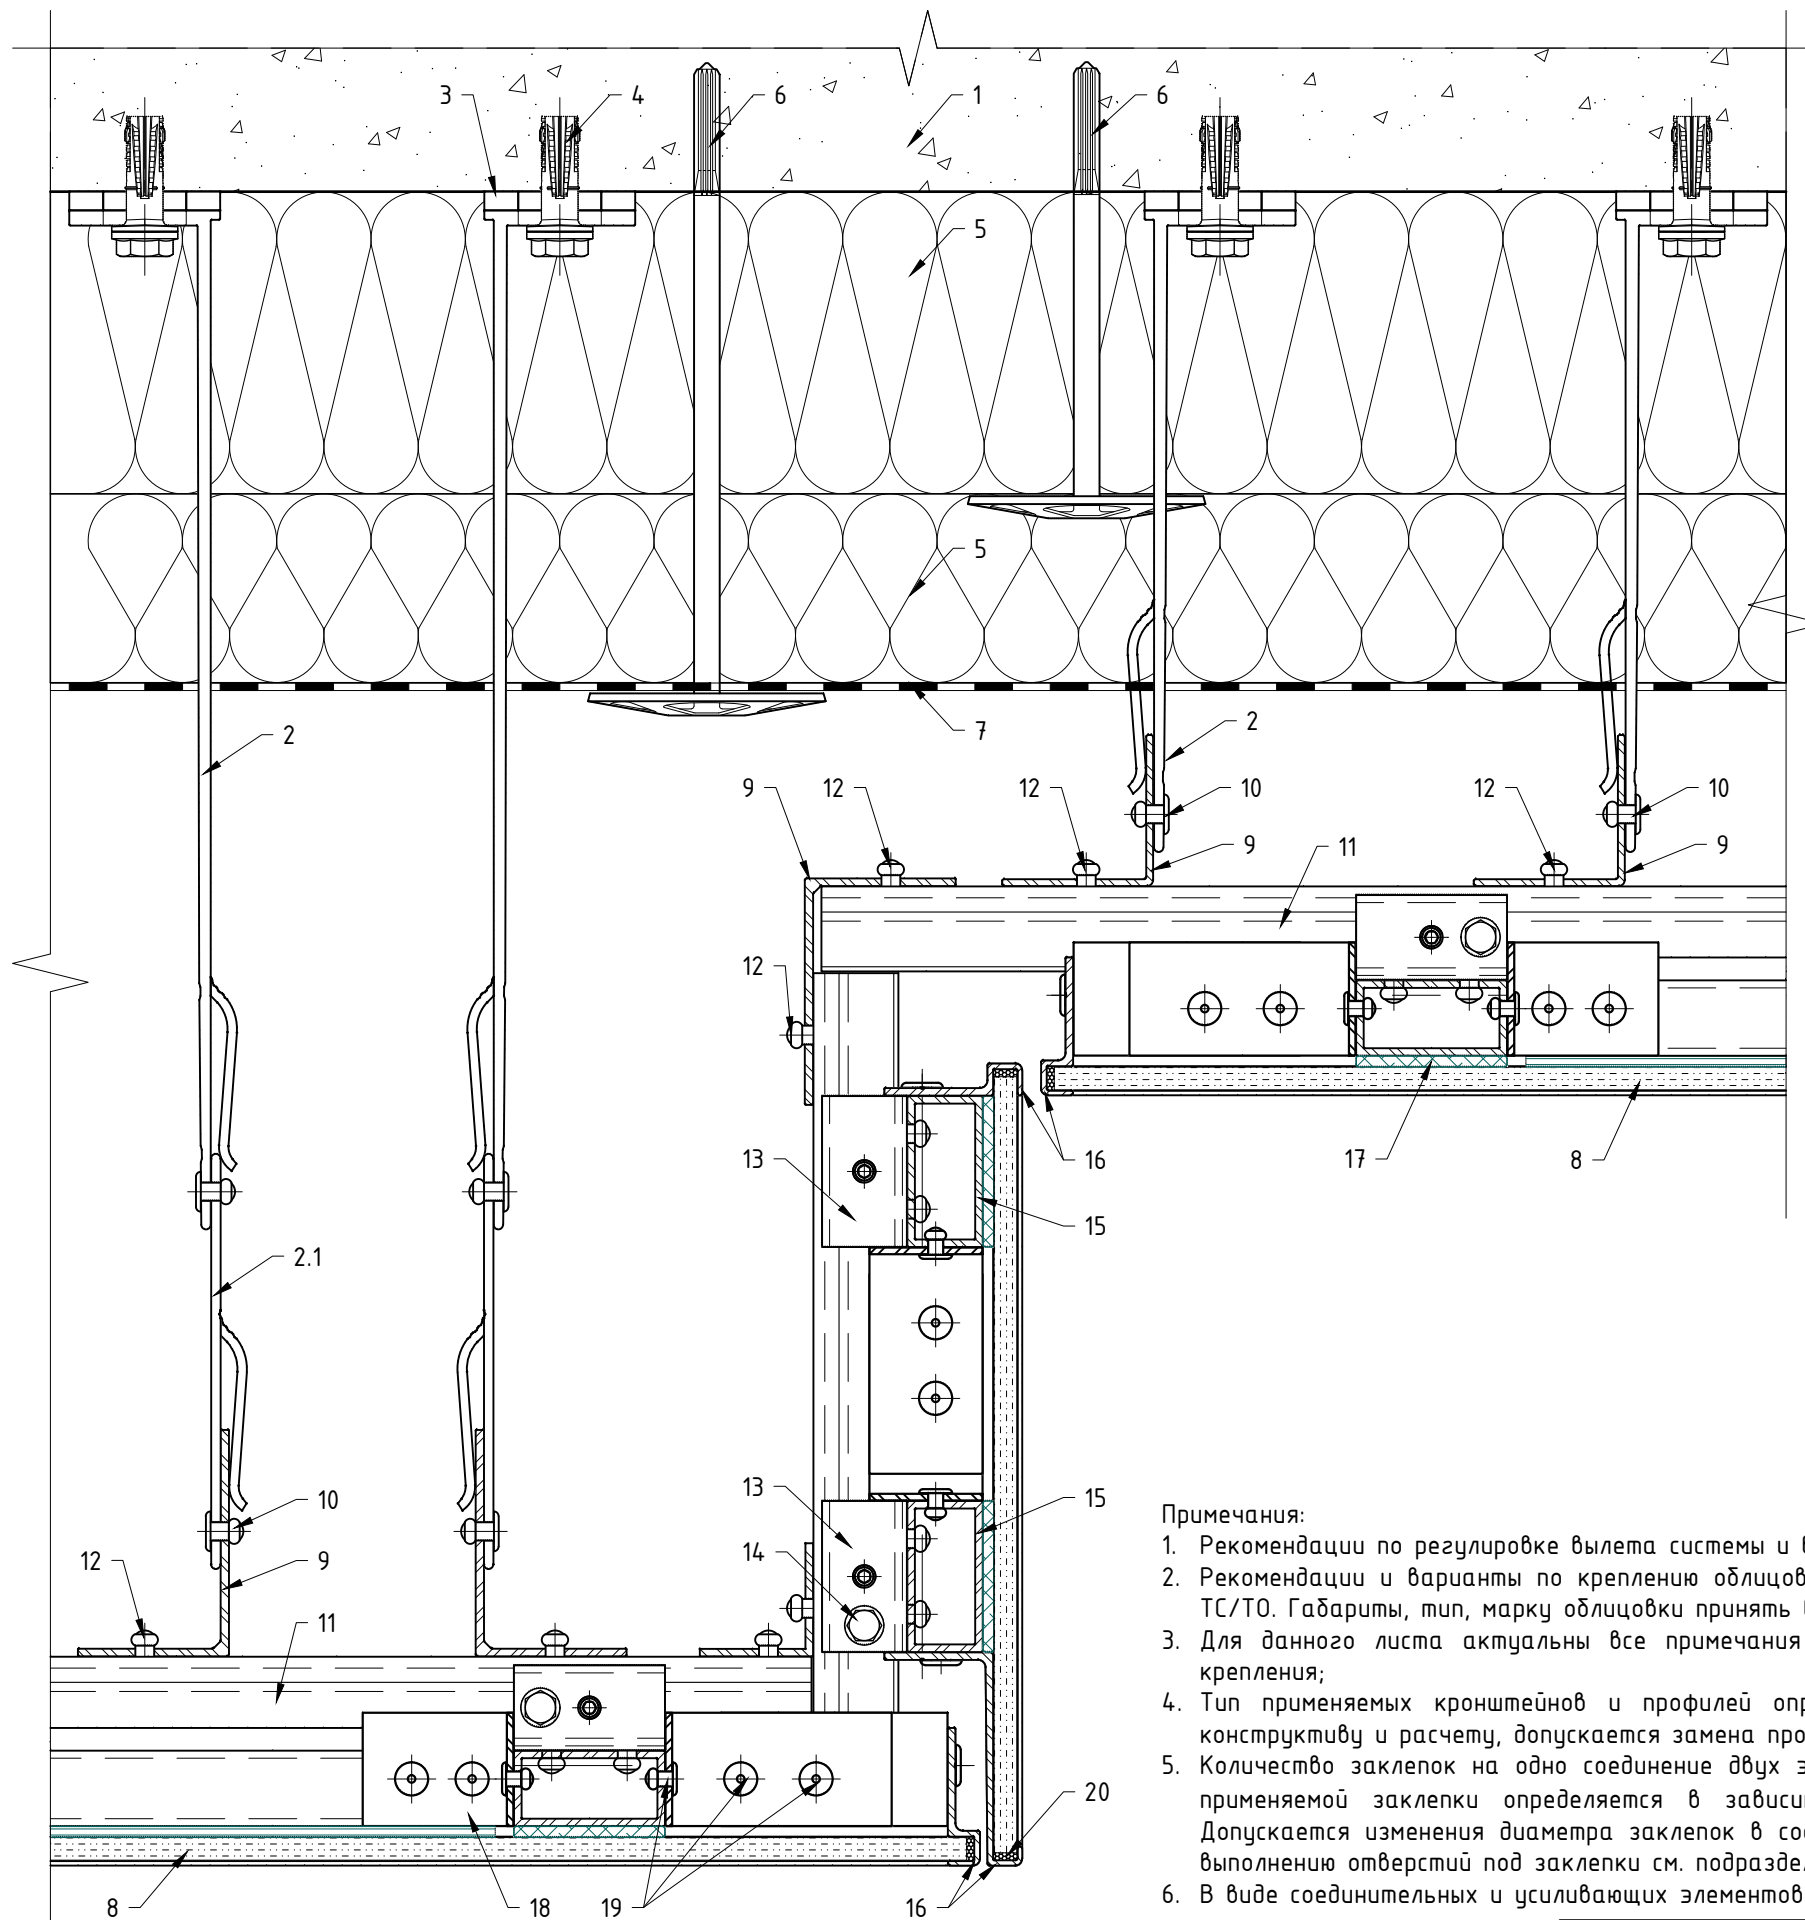 3
4
6
1
6
5
5
7
2
2
9
12
12
10
12
10
9
11
9
12
13
16
17
8
15
2.1
10
13
15
14
12
9
11
20
8
18
19
16
Примечания:
1. Рекомендации по регулировке вылета системы и
2. Рекомендации и варианты по креплению облицов
ТС/ТО. Габариты, тип, марку облицовки принять
3. Для данного листа актуальны все примечания
крепления;
4. Тип применяемых кронштейнов и профилей опр
конструктиву и расчету, допускается замена про
5. Количество заклепок на одно соединение двух э
применяемой заклепки определяется в зависи
Допускается изменения диаметра заклепок в соо
выполнению отверстий под заклепки см. подраздел
6. В виде соединительных и усиливающих элементов